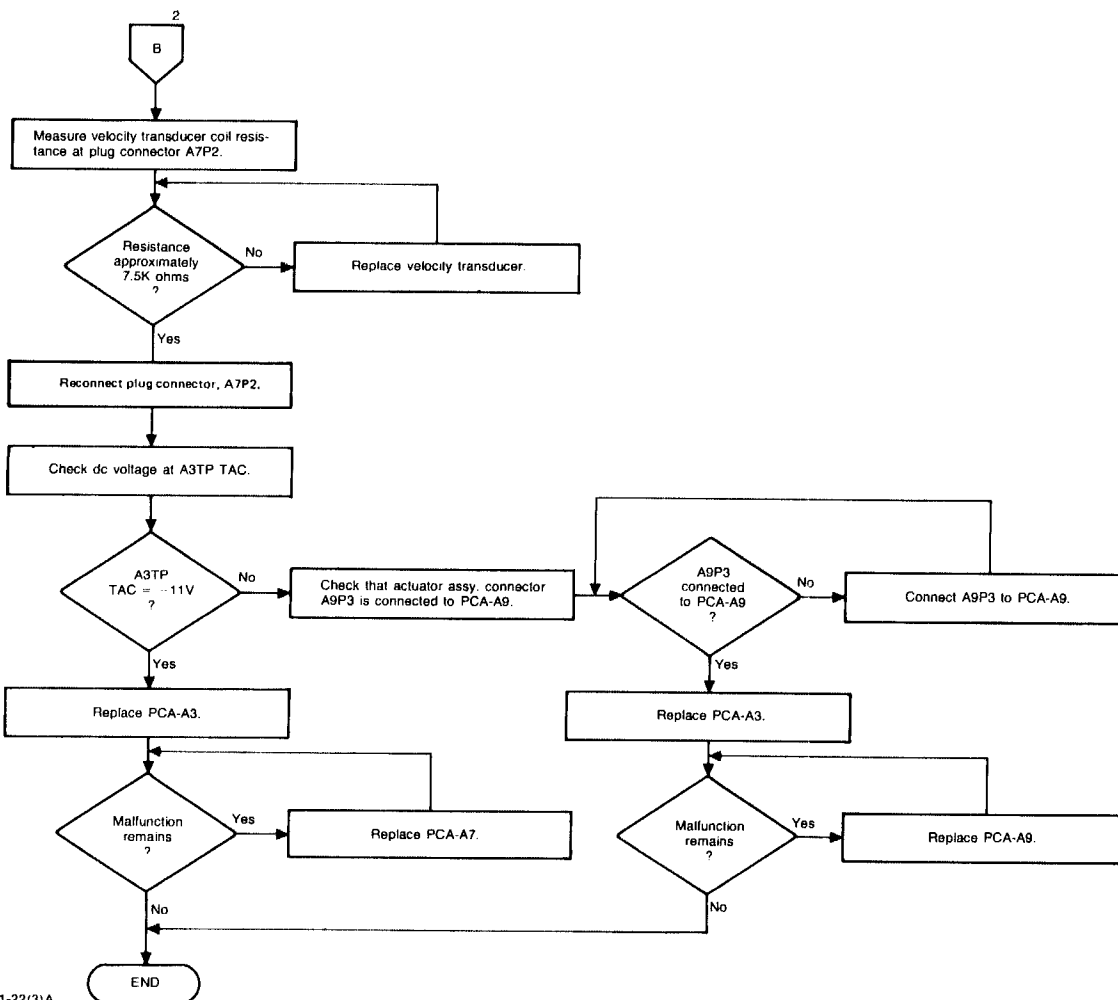 2
B
Measure velocity transducer coil resis-
tance at plug connector A7P2.
Resistance
approximately
7.5K ohms
?
No
Replace velocity transducer.
Yes
Reconnect plug connector, A7P2.
Check dc voltage at A3TP TAC.
A3TP
TAC = -11V
?
No
Check that actuator assy. connector
A9P3 is connected to PCA-A9.
A9P3
connected
to PCA-A9
?
No
Connect A9P3 to PCA-A9.
Yes
Replace PCA-A3.
Yes
Replace PCA-A3.
Malfunction
remains
?
Yes
Replace PCA-A7.
Malfunction
remains
?
Yes
Replace PCA-A9.
No
No
END